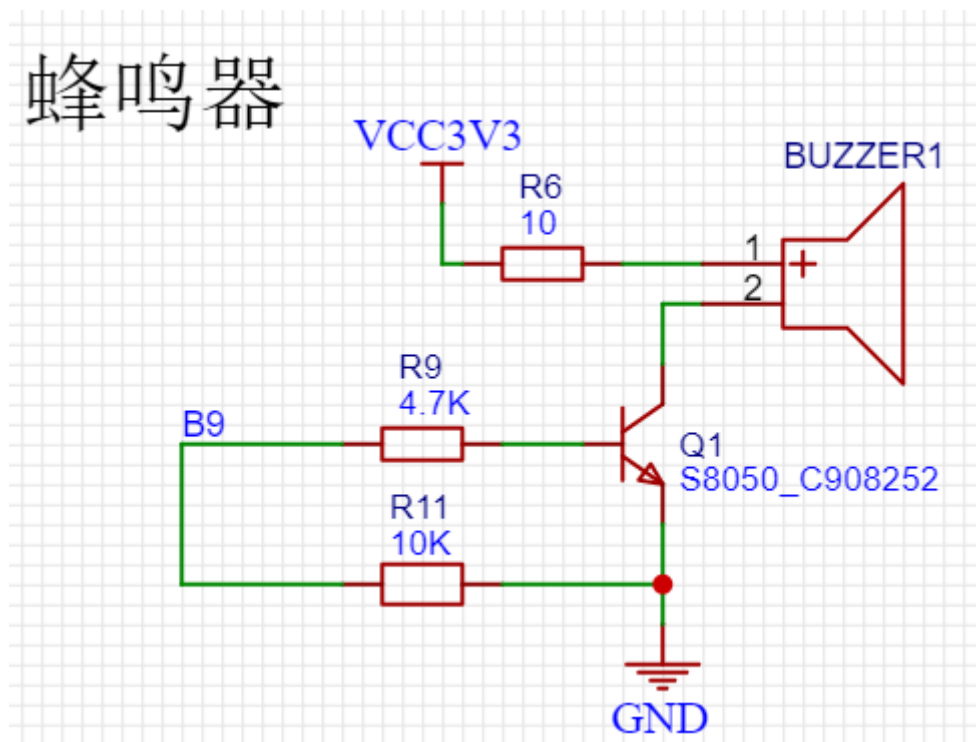 蜂鸣器
VCC3V3
BUZZER1
R6
10
1
2
R9
4.7K
B9
Q1
S8050_C908252
R11
10K
GND